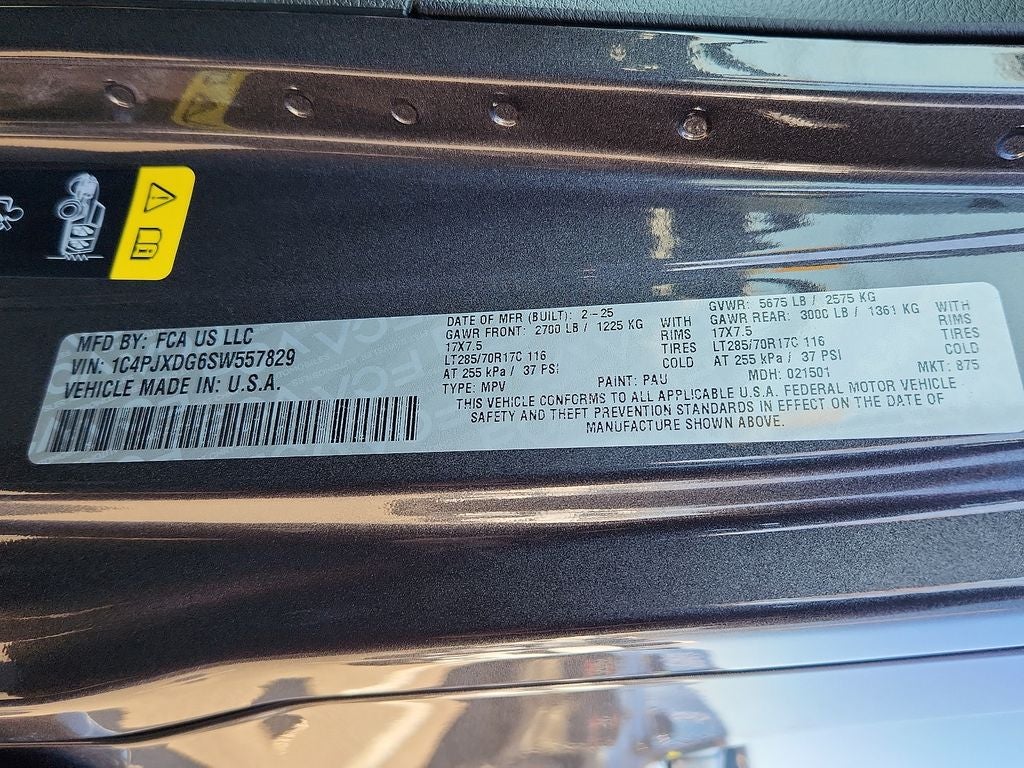 MFD BY: FCA US LLC
VIN: 1C4PJXDG6SW557829
VEHICLE MADE IN: U.S.A.
DATE OF MFR (BUILT): 2-25
GAWR FRONT: 2700 LB / 1225 KG WITH
17X7.5 RIMS
LT285/70R17C 116 TIRES
AT 255 kPa / 37 PSI COLD
TYPE: MPV PAINT: PAU
GVWR: 5675 LB / 2575 KG
GAWR REAR: 3000 LB / 1361 KG WITH
17X7.5 RIMS
LT285/70R17C 116 TIRES
AT 255 kPa / 37 PSI COLD
MDH: 021501 MKT: 875
THIS VEHICLE CONFORMS TO ALL APPLICABLE U.S.A. FEDERAL MOTOR VEHICLE
SAFETY AND THEFT PREVENTION STANDARDS IN EFFECT ON THE DATE OF
MANUFACTURE SHOWN ABOVE.